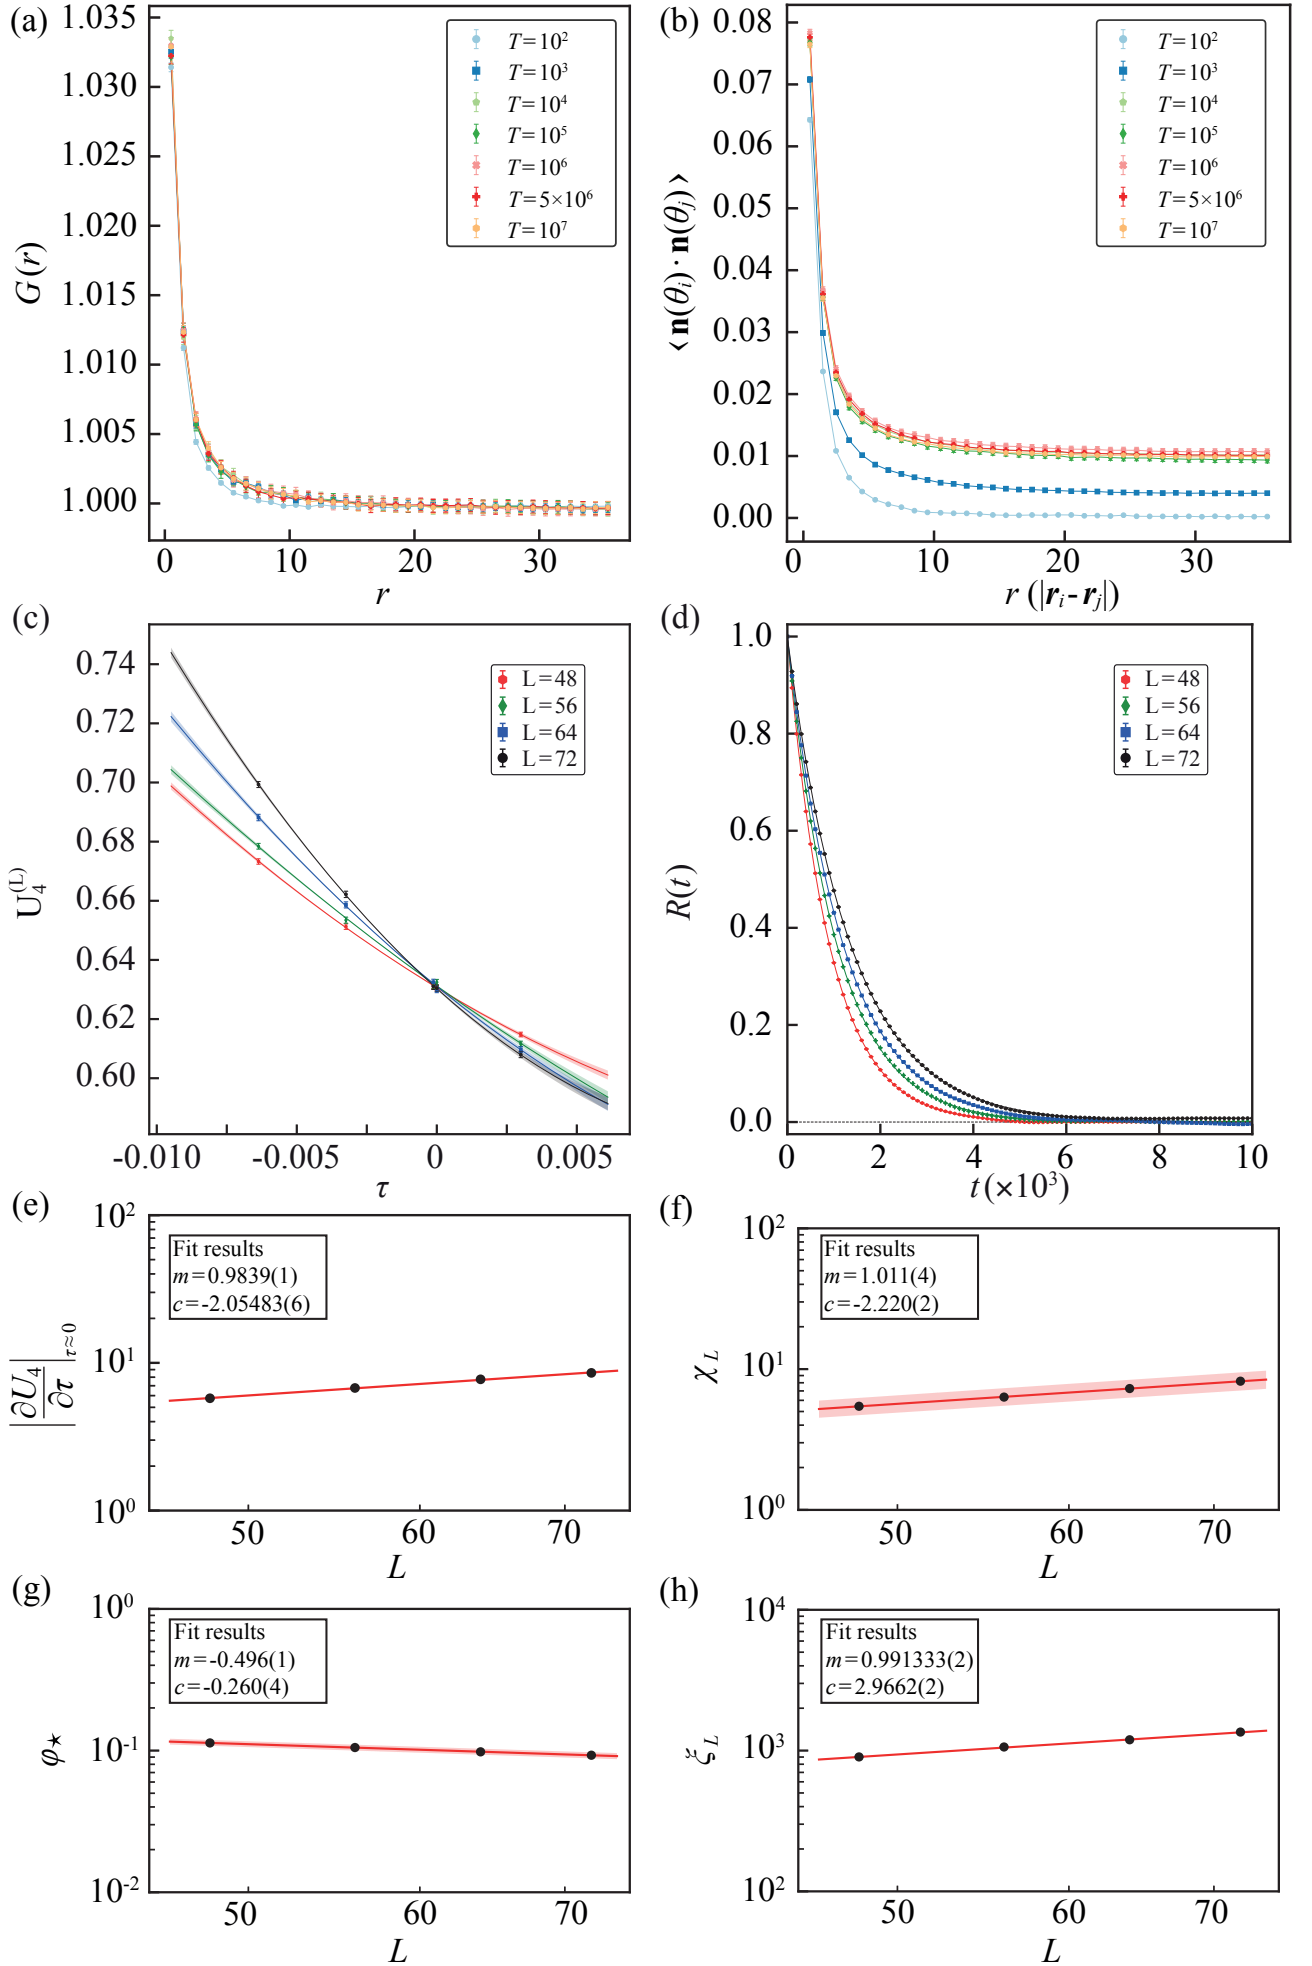 (a)
1.035
1.030
1.025
1.020
1.015
1.010
1.005
1.000
G(r)
0 10 20 30
r
T=10²
T=10³
T=10⁴
T=10⁵
T=10⁶
T=5×10⁶
T=10⁷
(b)
0.08
0.07
0.06
0.05
0.04
0.03
0.02
0.01
0.00
⟨n(θᵢ)·n(θⱼ)⟩
0 10 20 30
r (|rᵢ-rⱼ|)
T=10²
T=10³
T=10⁴
T=10⁵
T=10⁶
T=5×10⁶
T=10⁷
(c)
0.74
0.72
0.70
0.68
0.66
0.64
0.62
0.60
U₄⁽ᴸ⁾
-0.010 -0.005 0 0.005
τ
L=48
L=56
L=64
L=72
(d)
1.0
0.8
0.6
0.4
0.2
0.0
R(t)
0 2 4 6 8 10
t(×10³)
L=48
L=56
L=64
L=72
(e)
10²
10¹
10⁰
|∂U₄/∂τ|τ≈0
Fit results
m=0.9839(1)
c=-2.05483(6)
50 60 70
L
(f)
10²
10¹
10⁰
χL
Fit results
m=1.011(4)
c=-2.220(2)
50 60 70
L
(g)
10⁰
10⁻¹
10⁻²
φ★
Fit results
m=-0.496(1)
c=-0.260(4)
50 60 70
L
(h)
10⁴
10³
10²
ξL
Fit results
m=0.991333(2)
c=2.9662(2)
50 60 70
L